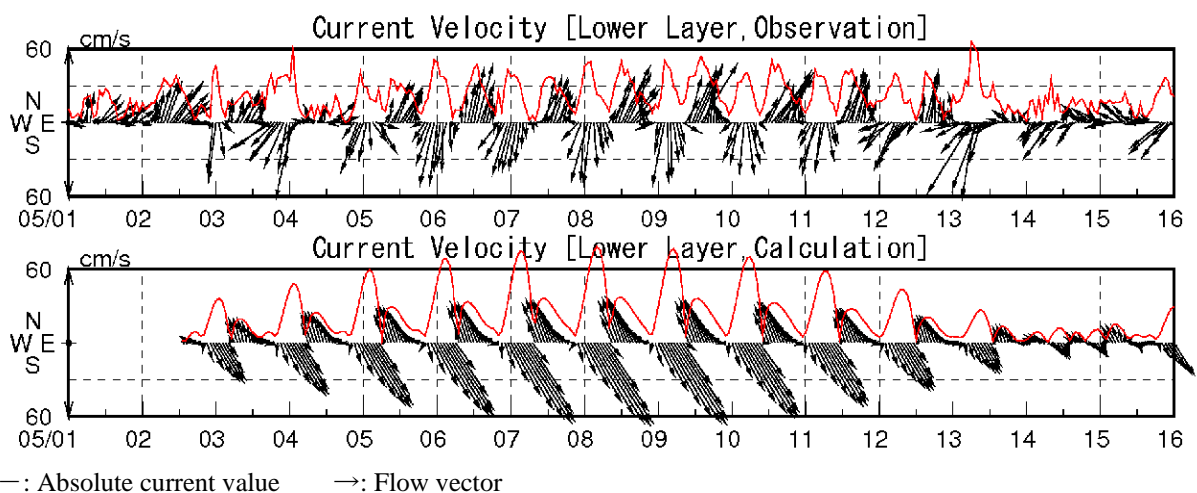 Current Velocity [Lower Layer,Observation]
60 cm/s
N
W E
S
60
05/01 02 03 04 05 06 07 08 09 10 11 12 13 14 15 16
Current Velocity [Lower Layer,Calculation]
60 cm/s
N
W E
S
60
05/01 02 03 04 05 06 07 08 09 10 11 12 13 14 15 16
—: Absolute current value →: Flow vector